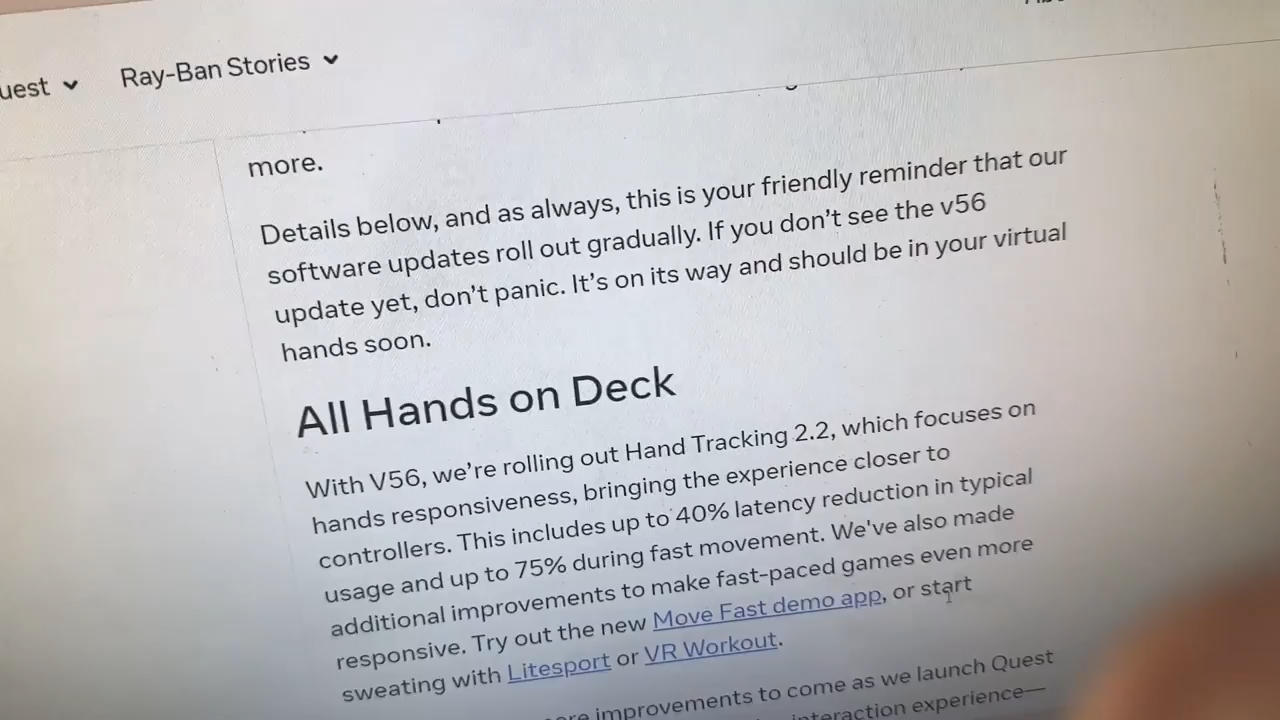 Ray-Ban Stories
more.
Details below, and as always, this is your friendly reminder that our
software updates roll out gradually. If you don’t see the v56
update yet, don’t panic. It’s on its way and should be in your virtual
hands soon.
All Hands on Deck
With V56, we’re rolling out Hand Tracking 2.2, which focuses on
hands responsiveness, bringing the experience closer to
controllers. This includes up to 40% latency reduction in typical
usage and up to 75% during fast movement. We've also made
additional improvements to make fast-paced games even more
responsive. Try out the new Move Fast demo app, or start
sweating with Litesport or VR Workout.
improvements to come as we launch Quest
interaction experience—